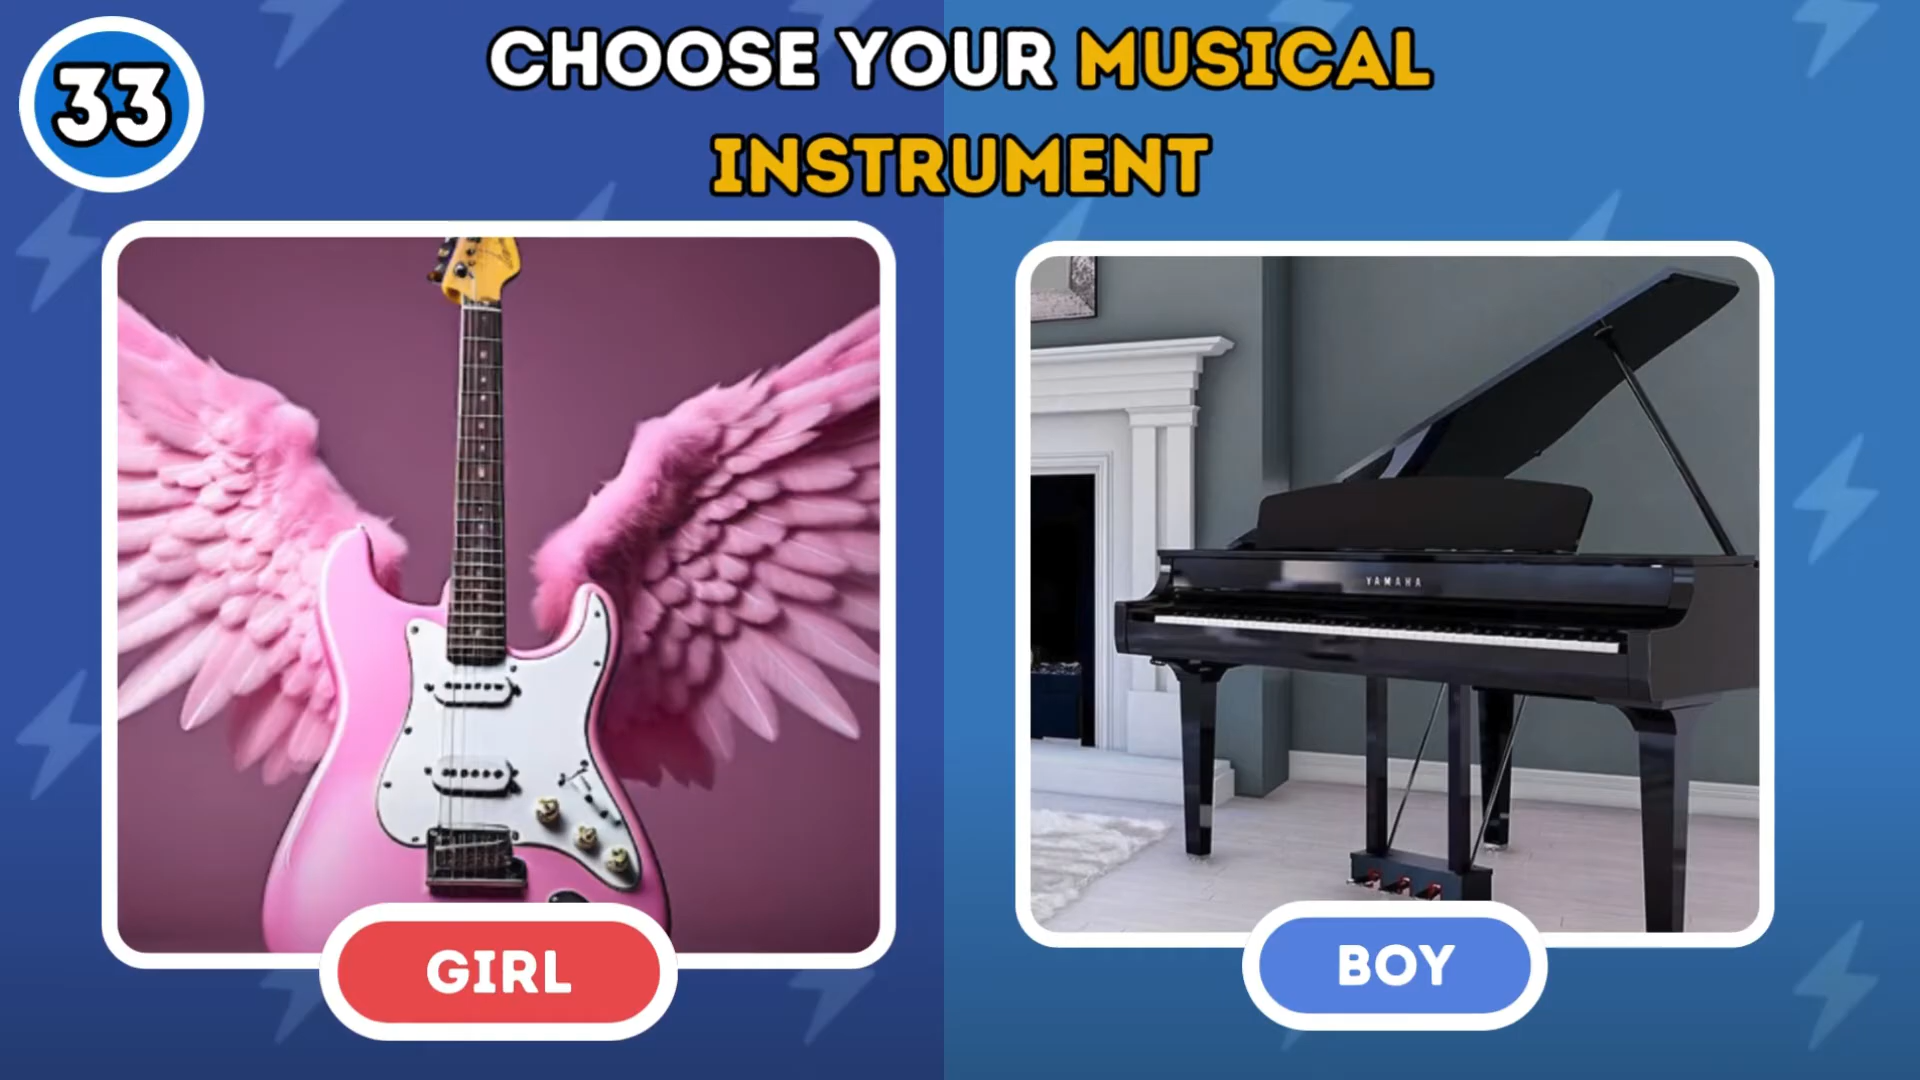 33
CHOOSE YOUR MUSICAL
INSTRUMENT
YAMAHA
GIRL
BOY